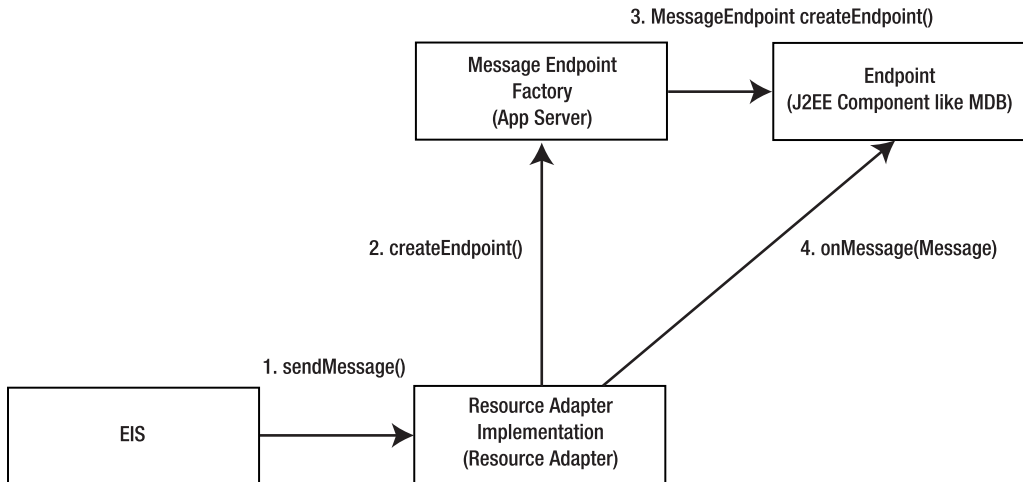 3. MessageEndpoint createEndpoint()
Message Endpoint
Factory
(App Server)
Endpoint
(J2EE Component like MDB)
2. createEndpoint()
4. onMessage(Message)
1. sendMessage()
EIS
Resource Adapter
Implementation
(Resource Adapter)